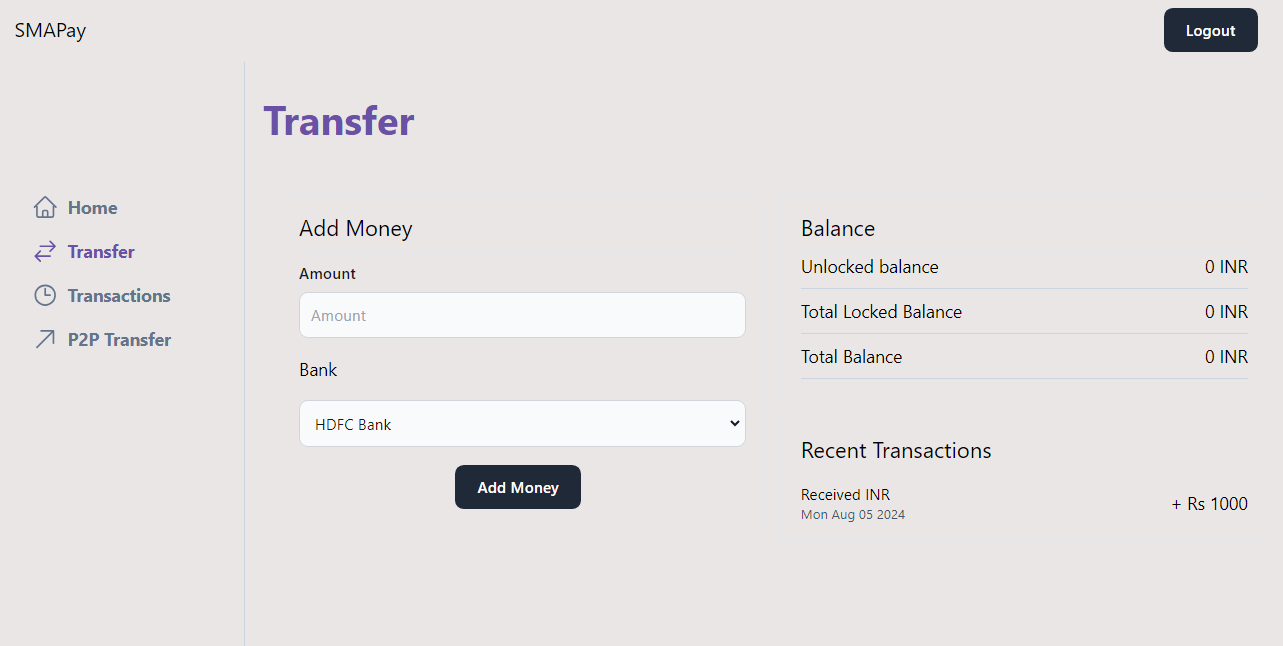 SMAPay
Logout
Transfer
Home
Transfer
Transactions
P2P Transfer
Add Money
Amount
Amount
Bank
HDFC Bank
Add Money
Balance
Unlocked balance 0 INR
Total Locked Balance 0 INR
Total Balance 0 INR
Recent Transactions
Received INR
Mon Aug 05 2024
+ Rs 1000